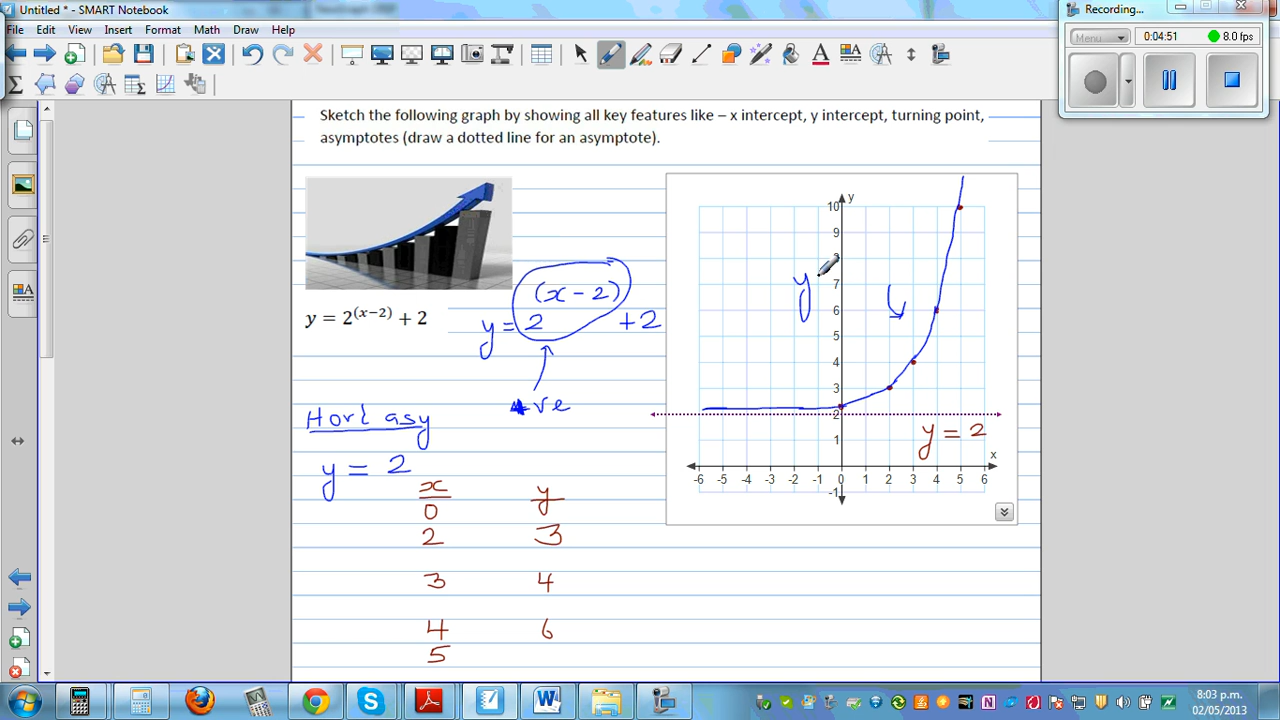 Untitled * - SMART Notebook
Recording...
File Edit View Insert Format Math Draw Help
Menu
0:04:51
8.0 fps
Sketch the following graph by showing all key features like – x intercept, y intercept, turning point,
asymptotes (draw a dotted line for an asymptote).
y = 2^(x−2) + 2
y = 2^(x − 2) + 2
+ve
Horl asy
y = 2
x y
0
2 3
3 4
4 6
5
y
10
9
8
7
6
5
4
3
2
1
-1
y
y
y = 2
x
-6 -5 -4 -3 -2 -1 0 1 2 3 4 5 6
8:03 p.m.
02/05/2013